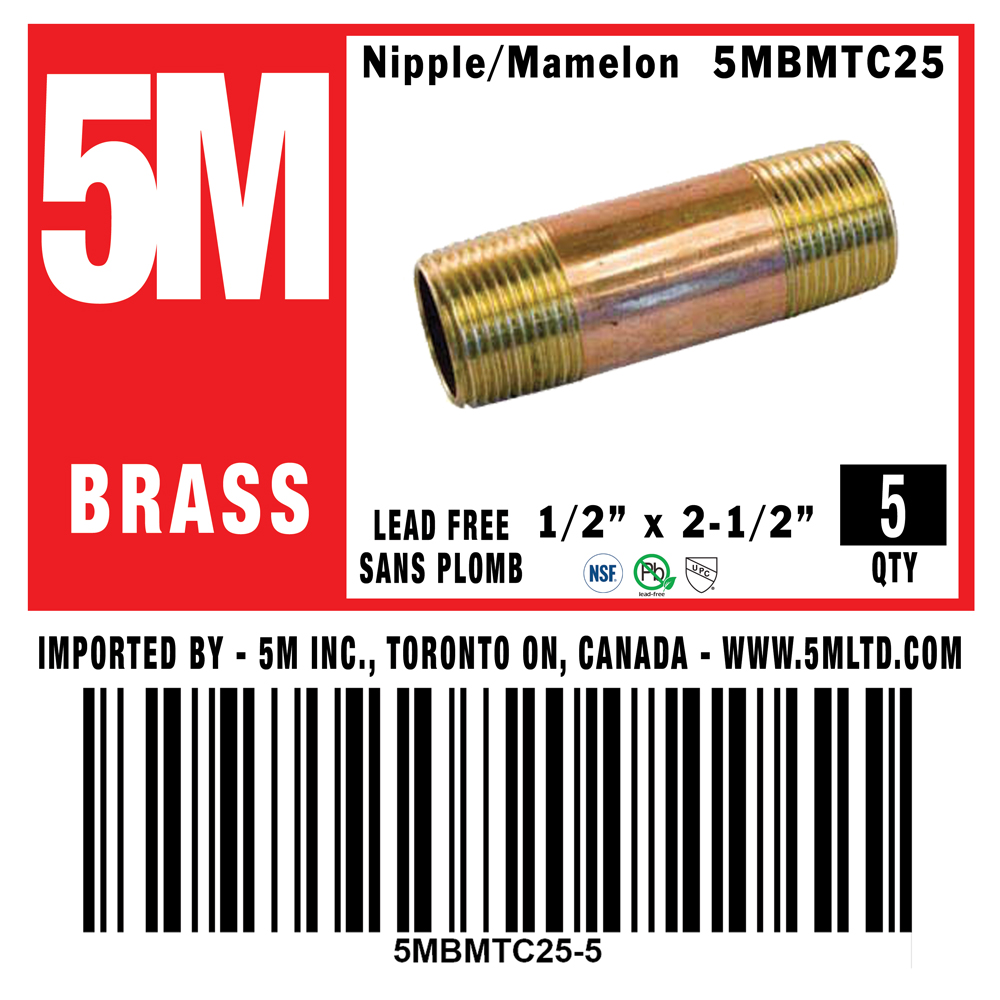 5M
BRASS
Nipple/Mamelon 5MBMTC25
LEAD FREE 1/2” x 2-1/2”
SANS PLOMB
NSF
Pb
lead-free
UPC
5
QTY
IMPORTED BY - 5M INC., TORONTO ON, CANADA - WWW.5MLTD.COM
5MBMTC25-5